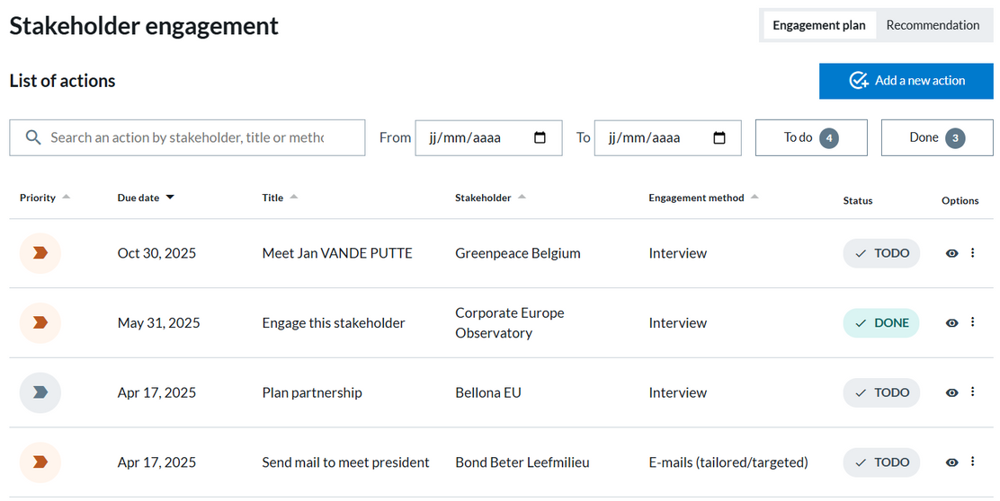 Stakeholder engagement
Engagement plan
Recommendation
List of actions
Add a new action
Search an action by stakeholder, title or metho
From
jj/mm/aaaa
To
jj/mm/aaaa
To do 4
Done 3
Priority
Due date
Title
Stakeholder
Engagement method
Status
Options
Oct 30, 2025
Meet Jan VANDE PUTTE
Greenpeace Belgium
Interview
TODO
May 31, 2025
Engage this stakeholder
Corporate Europe
Observatory
Interview
DONE
Apr 17, 2025
Plan partnership
Bellona EU
Interview
TODO
Apr 17, 2025
Send mail to meet president
Bond Beter Leefmilieu
E-mails (tailored/targeted)
TODO